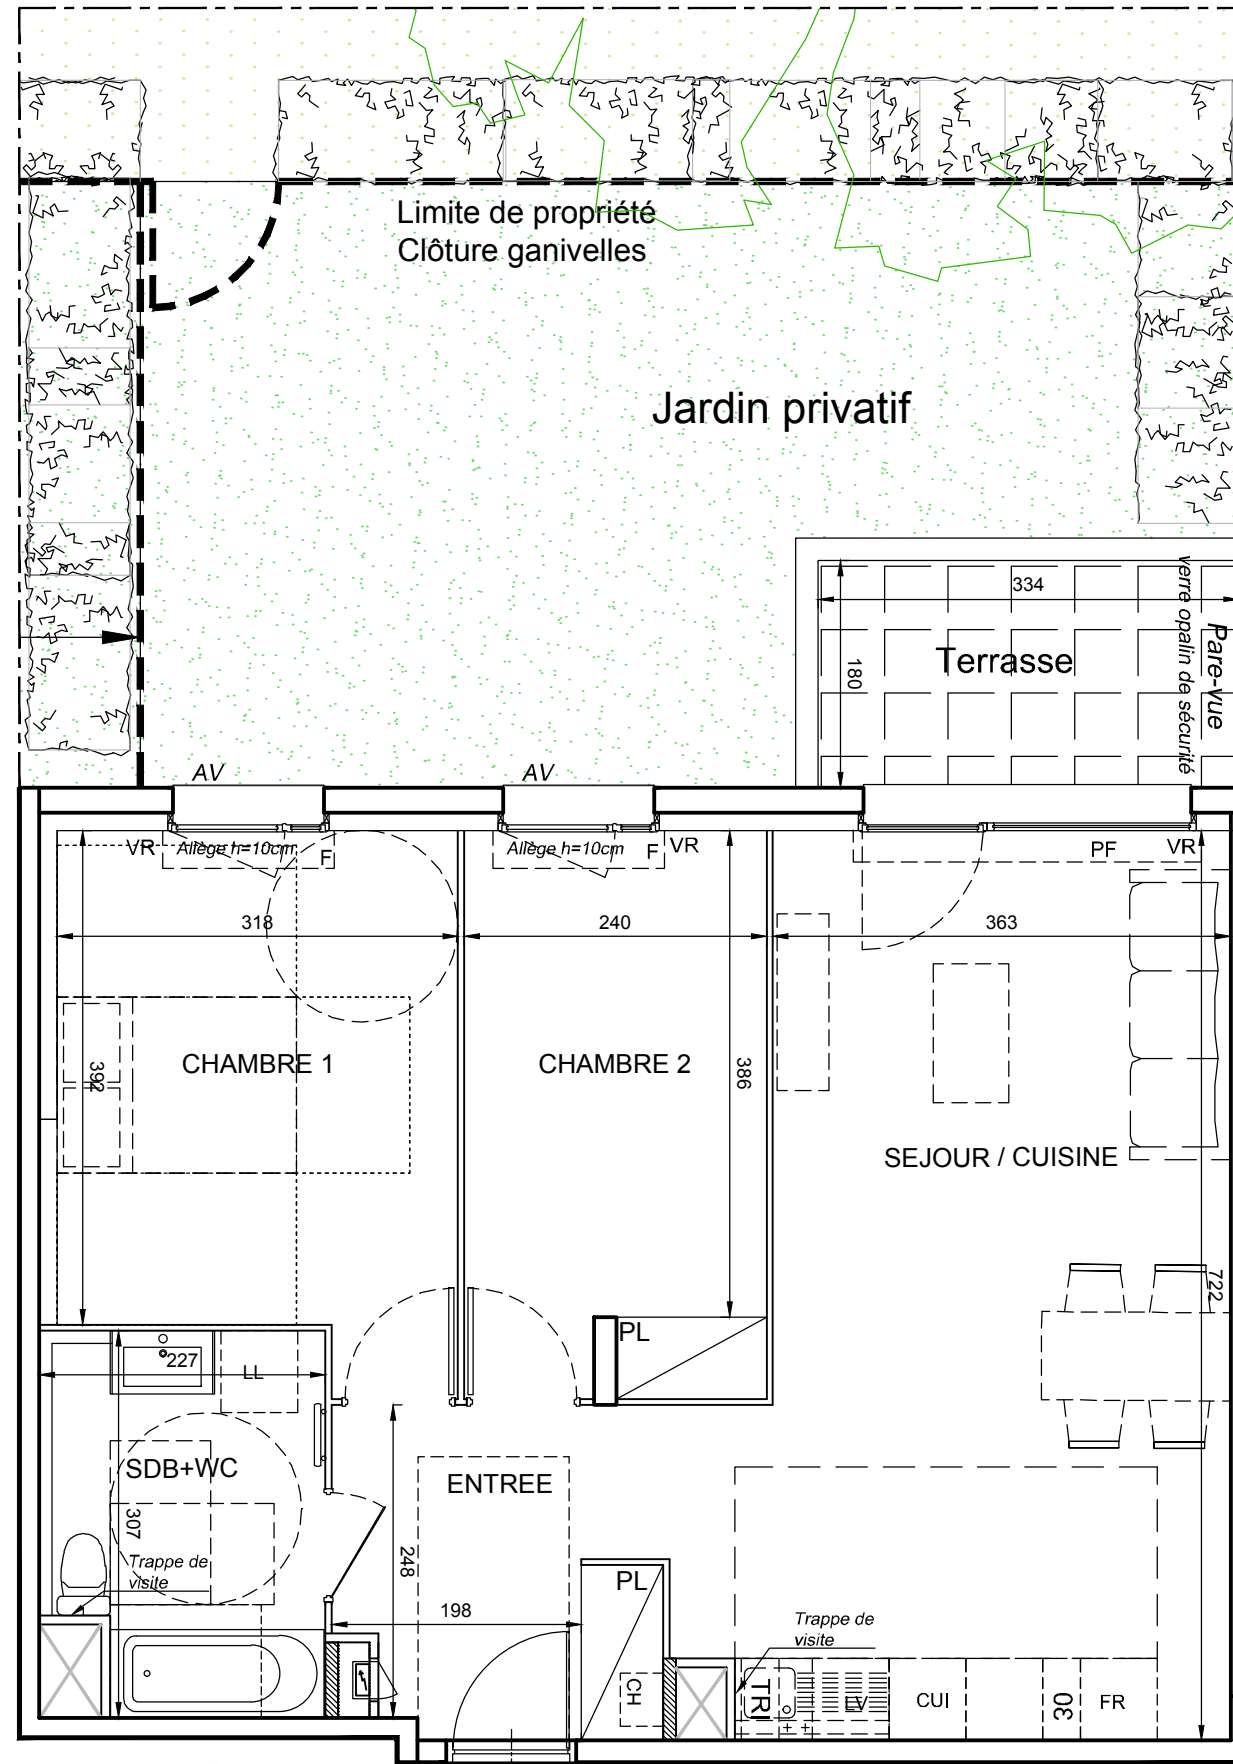 Limite de propriété
Clôture ganivelles
Jardin privatif
334
Terrasse
180
Pare-vue
verre opalin de sécurité
AV
AV
VR
Allège h=10cm
F
Allège h=10cm
F
VR
PF
VR
318
240
363
392
CHAMBRE 1
CHAMBRE 2
386
SEJOUR / CUISINE
722
PL
227
LL
SDB+WC
ENTREE
307
248
Trappe de
visite
PL
198
Trappe de
visite
CH
TRI
LV
CUI
30
FR